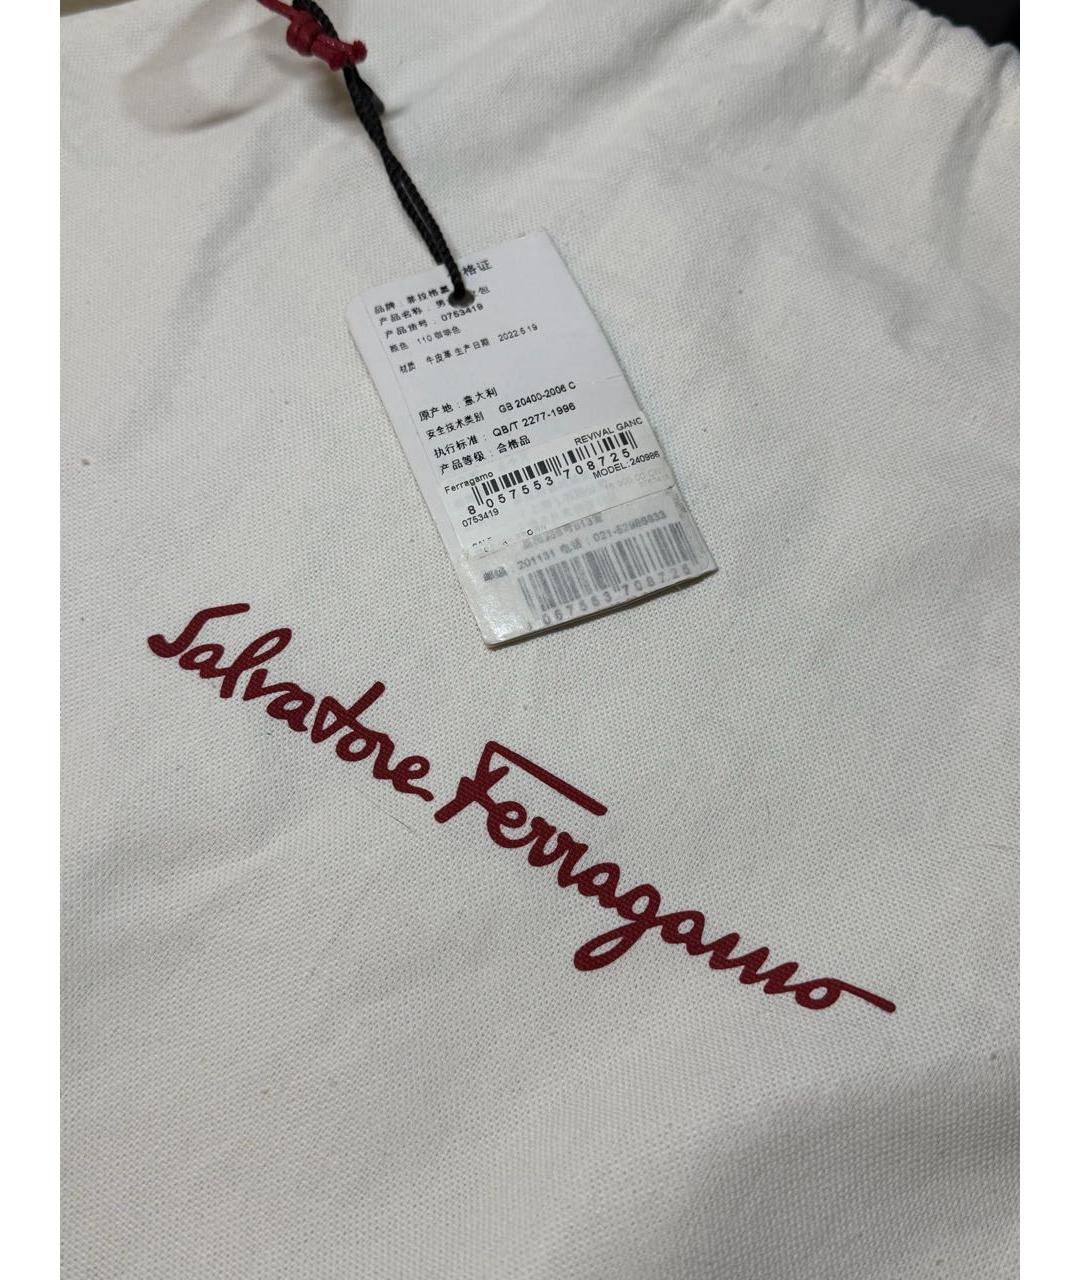 格证
品牌：菲拉格慕
产品名称：男 皮包
产品货号：0753419
颜色 110 咖啡色
材质 牛皮革 生产日期 2022.5.19
原产地：意大利
安全技术类别 GB 20400-2006 C
执行标准：QB/T 2277-1996
产品等级：合格品
Ferragamo REVIVAL GANC
8 057553 708725
0753419 MODEL:240986
201131 电话：021-
708725
Salvatore Ferragamo